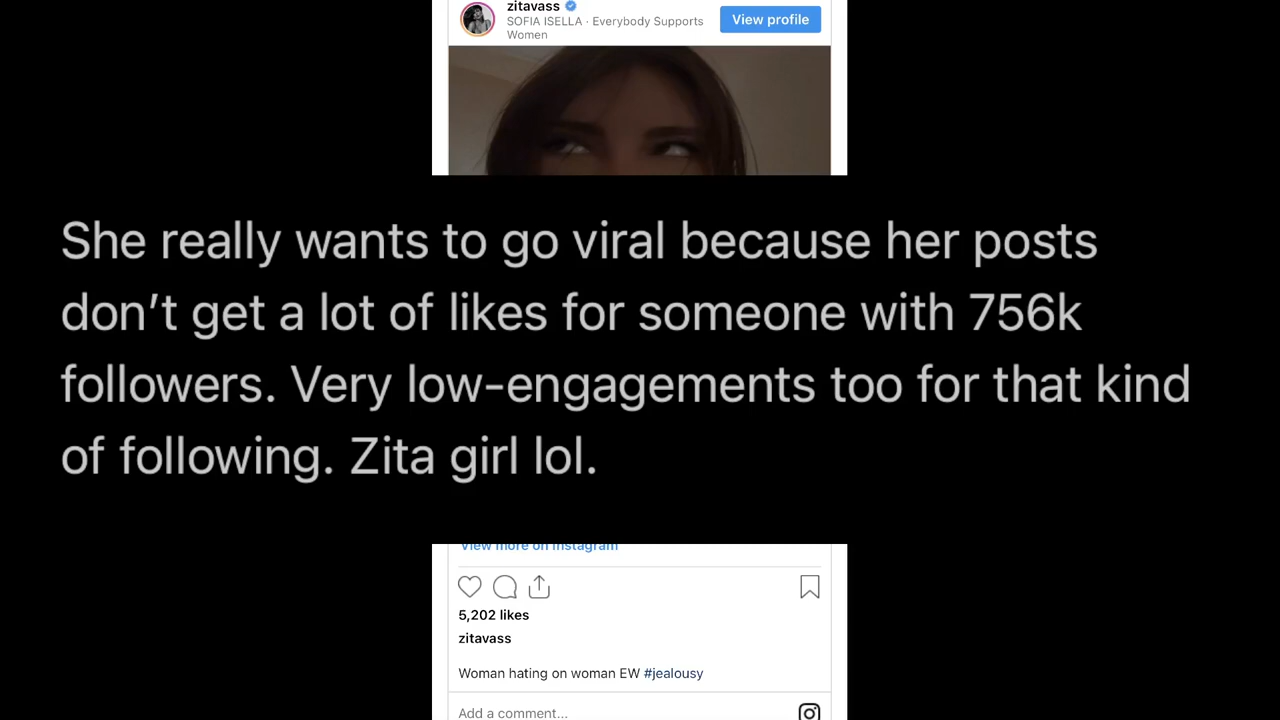 zitavass
SOFIA ISELLA · Everybody Supports
Women
View profile
She really wants to go viral because her posts
don’t get a lot of likes for someone with 756k
followers. Very low-engagements too for that kind
of following. Zita girl lol.
View more on Instagram
5,202 likes
zitavass
Woman hating on woman EW #jealousy
Add a comment...